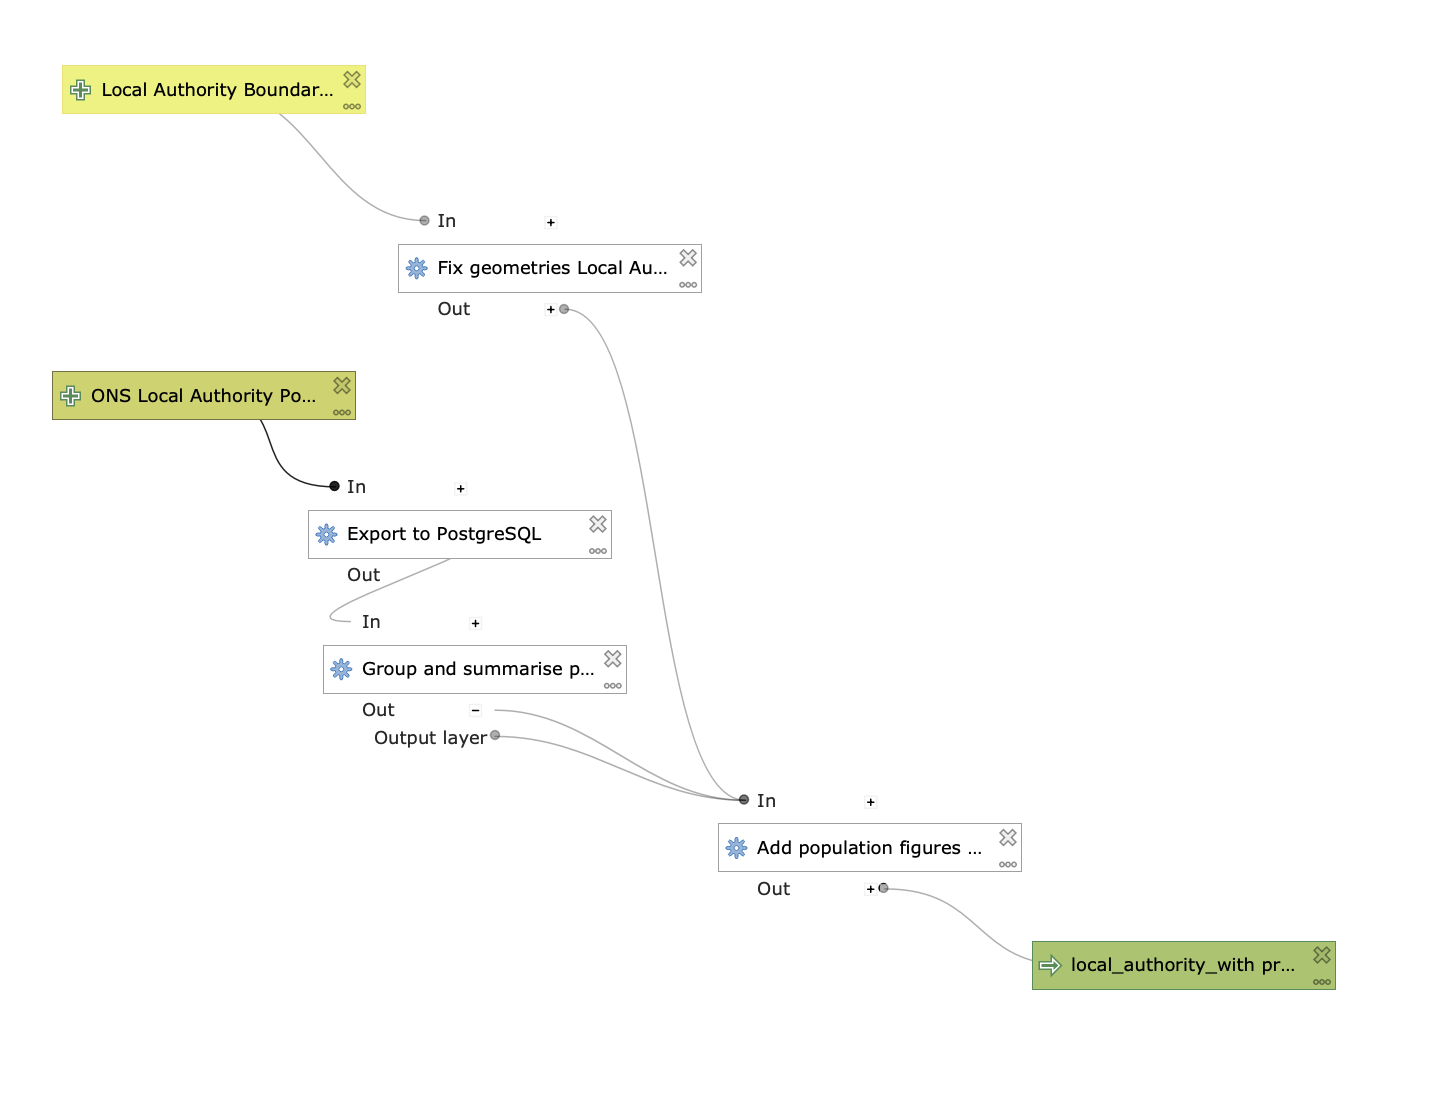 Local Authority Boundar...
In
Fix geometries Local Au...
Out
ONS Local Authority Po...
In
Export to PostgreSQL
Out
In
Group and summarise p...
Out
Output layer
In
Add population figures ...
Out
local_authority_with pr...